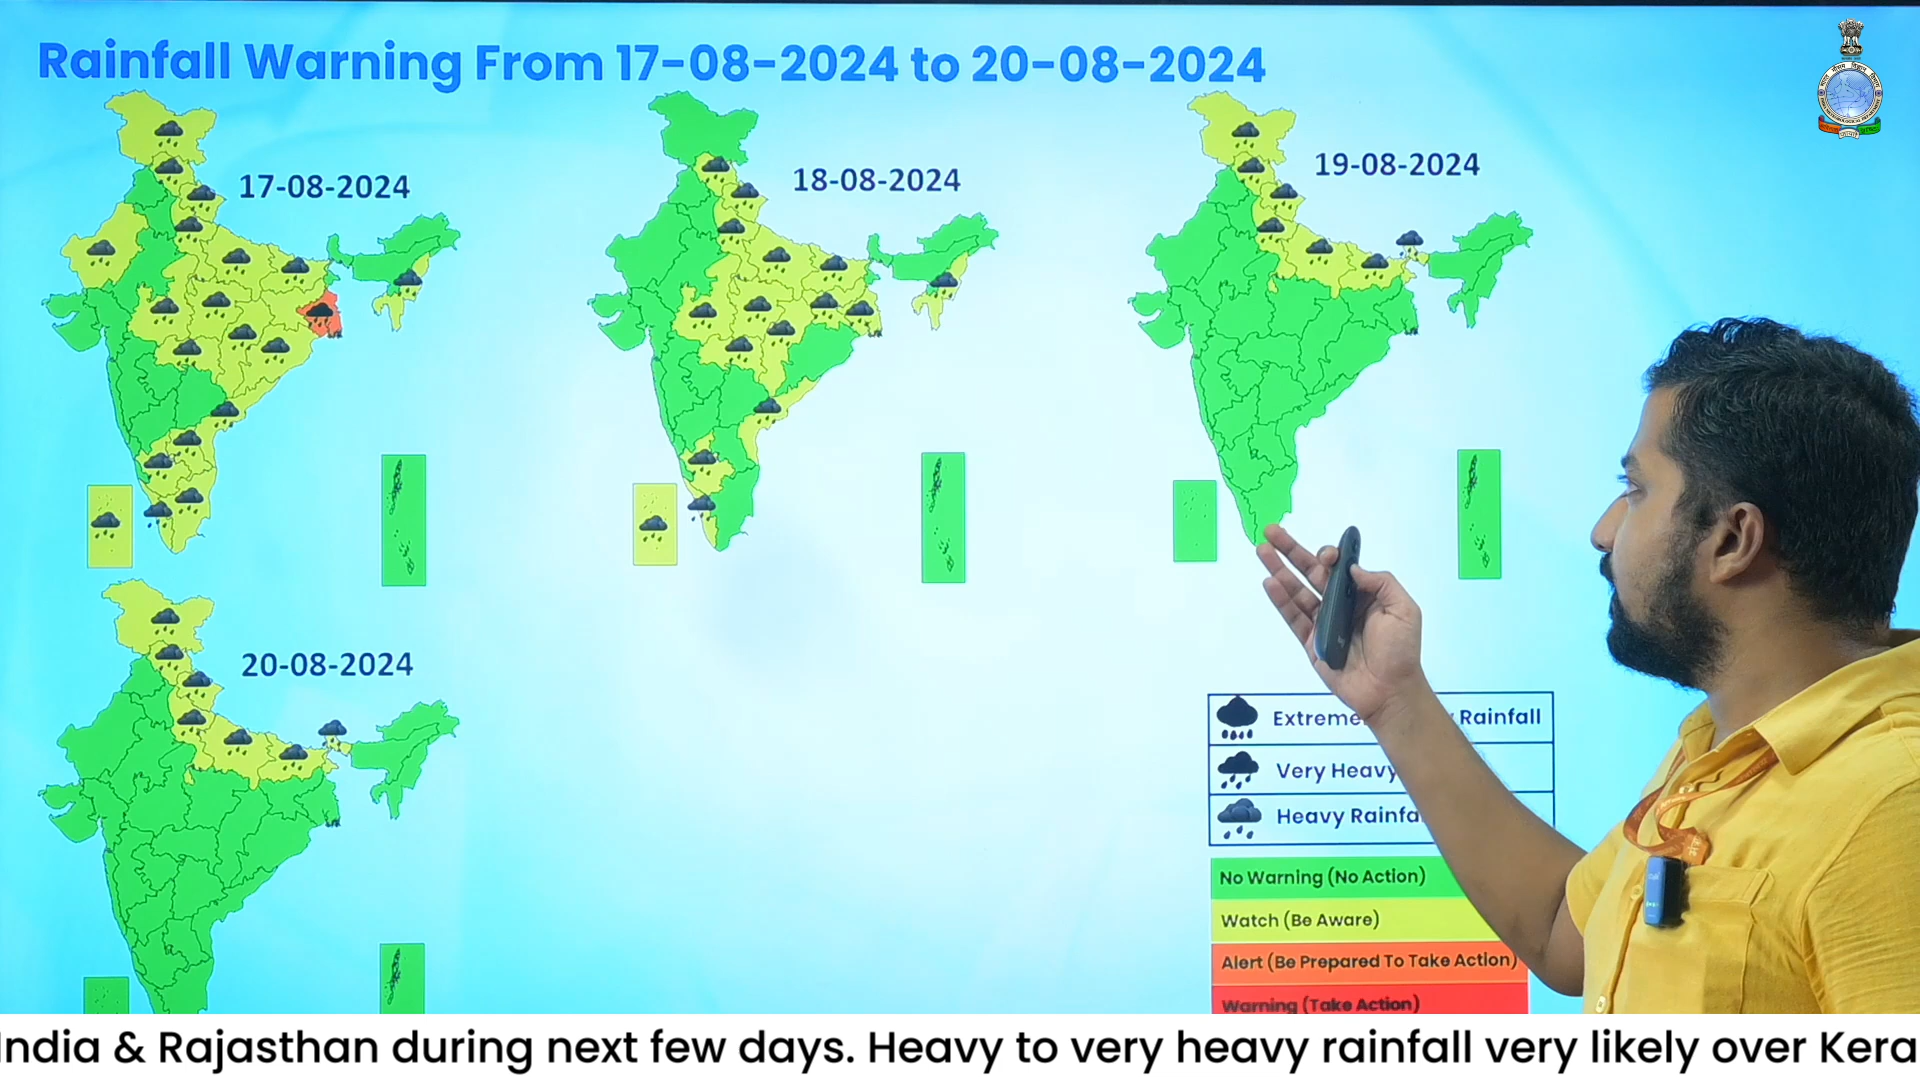 Rainfall Warning From 17-08-2024 to 20-08-2024
17-08-2024
18-08-2024
19-08-2024
20-08-2024
Extreme Rainfall
Very Heavy
Heavy Rainfa
No Warning (No Action)
Watch (Be Aware)
Alert (Be Prepared To Take Action)
Warning (Take Action)
India & Rajasthan during next few days. Heavy to very heavy rainfall very likely over Kera